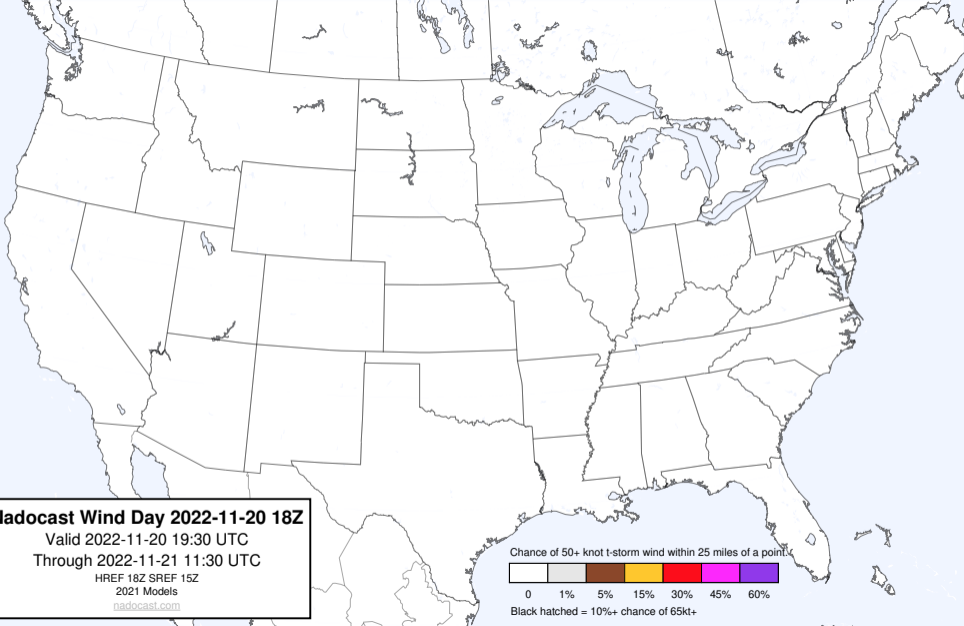 Nadocast Wind Day 2022-11-20 18Z
Valid 2022-11-20 19:30 UTC
Through 2022-11-21 11:30 UTC
HREF 18Z SREF 15Z
2021 Models
nadocast.com
Chance of 50+ knot t-storm wind within 25 miles of a point.
0 1% 5% 15% 30% 45% 60%
Black hatched = 10%+ chance of 65kt+